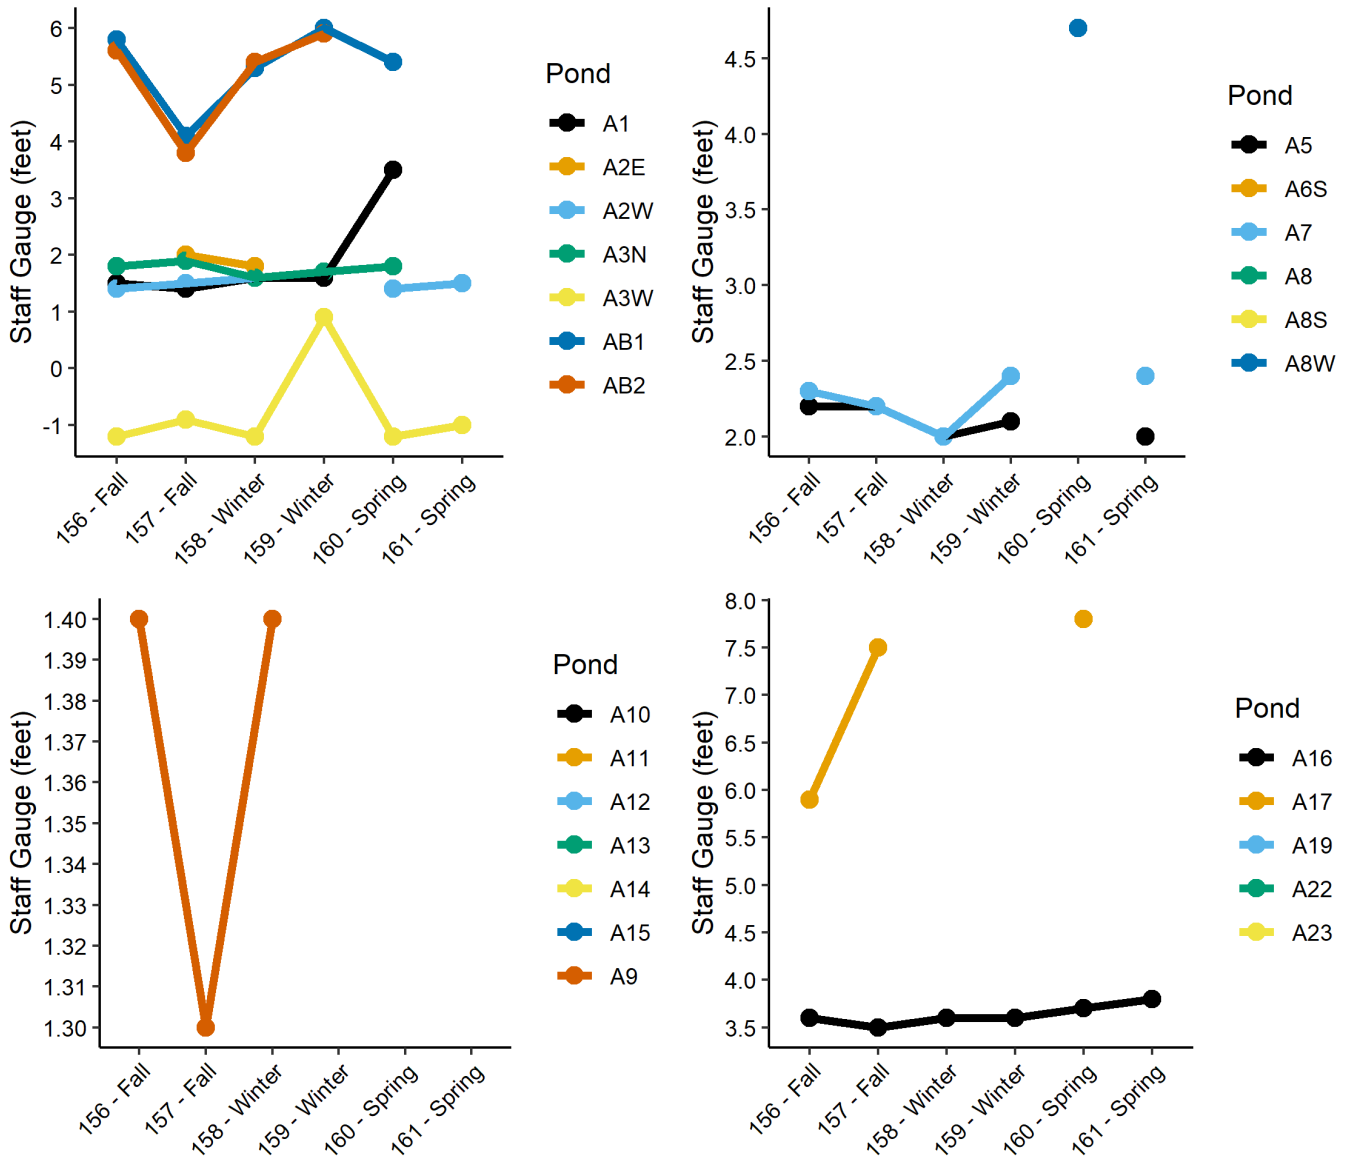 Staff Gauge (feet)
6
5
4
3
2
1
0
-1
156 - Fall
157 - Fall
158 - Winter
159 - Winter
160 - Spring
161 - Spring
Pond
A1
A2E
A2W
A3N
A3W
AB1
AB2
Staff Gauge (feet)
4.5
4.0
3.5
3.0
2.5
2.0
156 - Fall
157 - Fall
158 - Winter
159 - Winter
160 - Spring
161 - Spring
Pond
A5
A6S
A7
A8
A8S
A8W
Staff Gauge (feet)
1.40
1.39
1.38
1.37
1.36
1.35
1.34
1.33
1.32
1.31
1.30
156 - Fall
157 - Fall
158 - Winter
159 - Winter
160 - Spring
161 - Spring
Pond
A10
A11
A12
A13
A14
A15
A9
Staff Gauge (feet)
8.0
7.5
7.0
6.5
6.0
5.5
5.0
4.5
4.0
3.5
156 - Fall
157 - Fall
158 - Winter
159 - Winter
160 - Spring
161 - Spring
Pond
A16
A17
A19
A22
A23